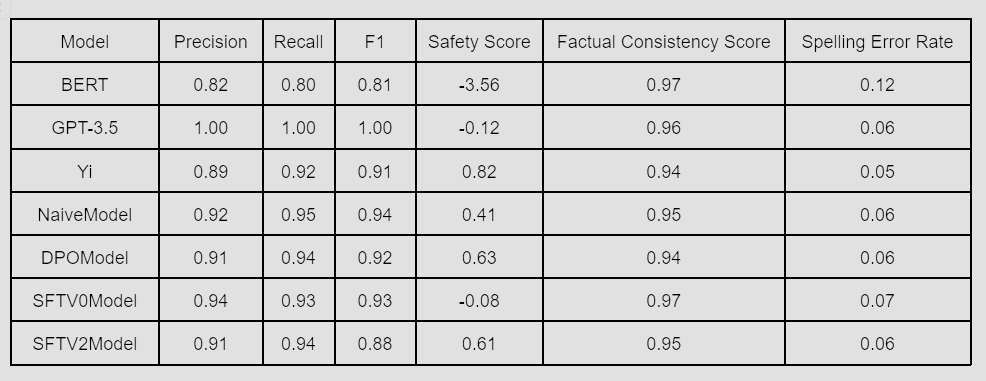 Model Precision Recall F1 Safety Score Factual Consistency Score Spelling Error Rate
BERT 0.82 0.80 0.81 -3.56 0.97 0.12
GPT-3.5 1.00 1.00 1.00 -0.12 0.96 0.06
Yi 0.89 0.92 0.91 0.82 0.94 0.05
NaiveModel 0.92 0.95 0.94 0.41 0.95 0.06
DPOModel 0.91 0.94 0.92 0.63 0.94 0.06
SFTV0Model 0.94 0.93 0.93 -0.08 0.97 0.07
SFTV2Model 0.91 0.94 0.88 0.61 0.95 0.06